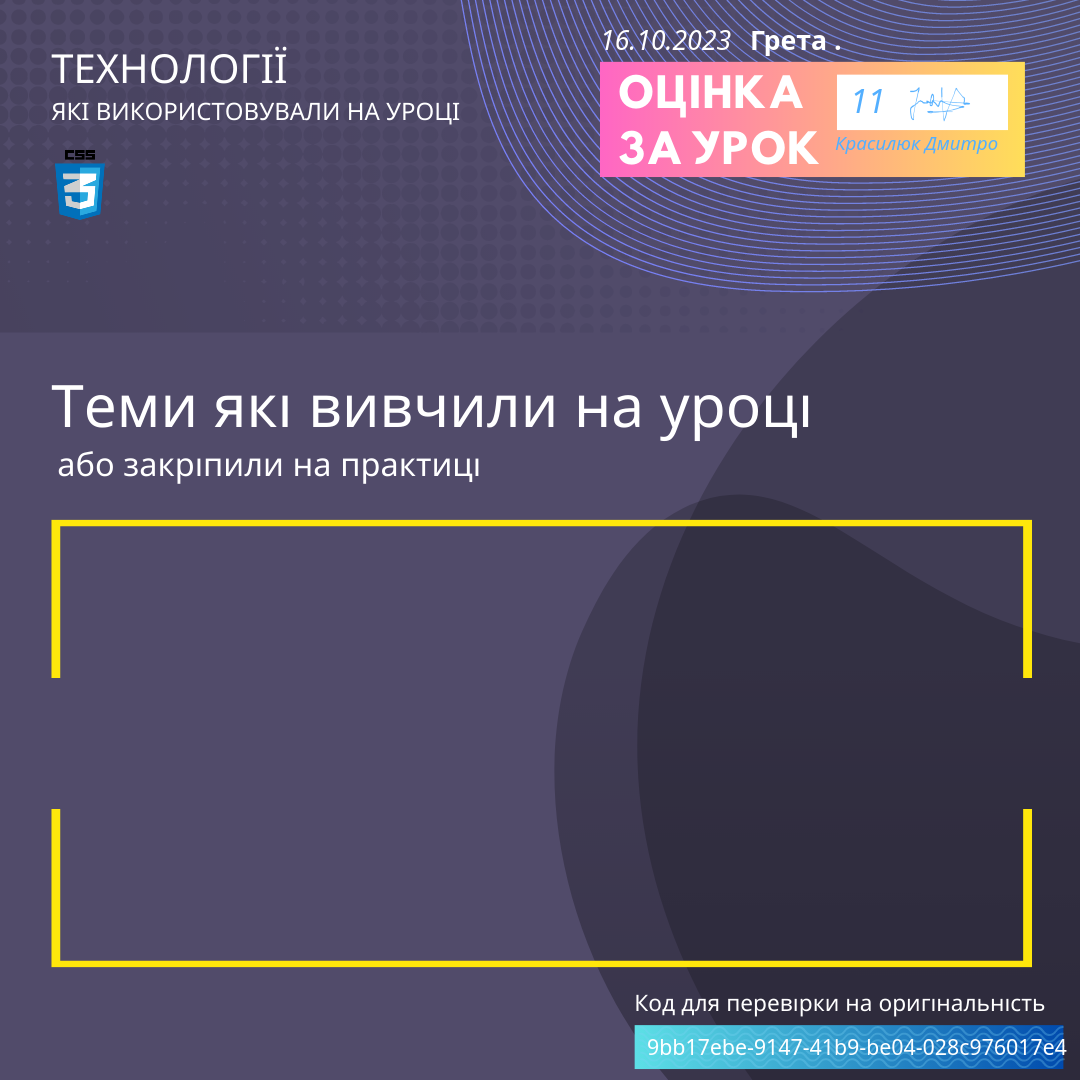 ТЕХНОЛОГІЇ
ЯКІ ВИКОРИСТОВУВАЛИ НА УРОЦІ
CSS
3
16.10.2023 Грета .
ОЦІНКА
ЗА УРОК
11
Красилюк Дмитро
Теми які вивчили на уроці
або закріпили на практиці
Код для перевірки на оригінальність
9bb17ebe-9147-41b9-be04-028c976017e4